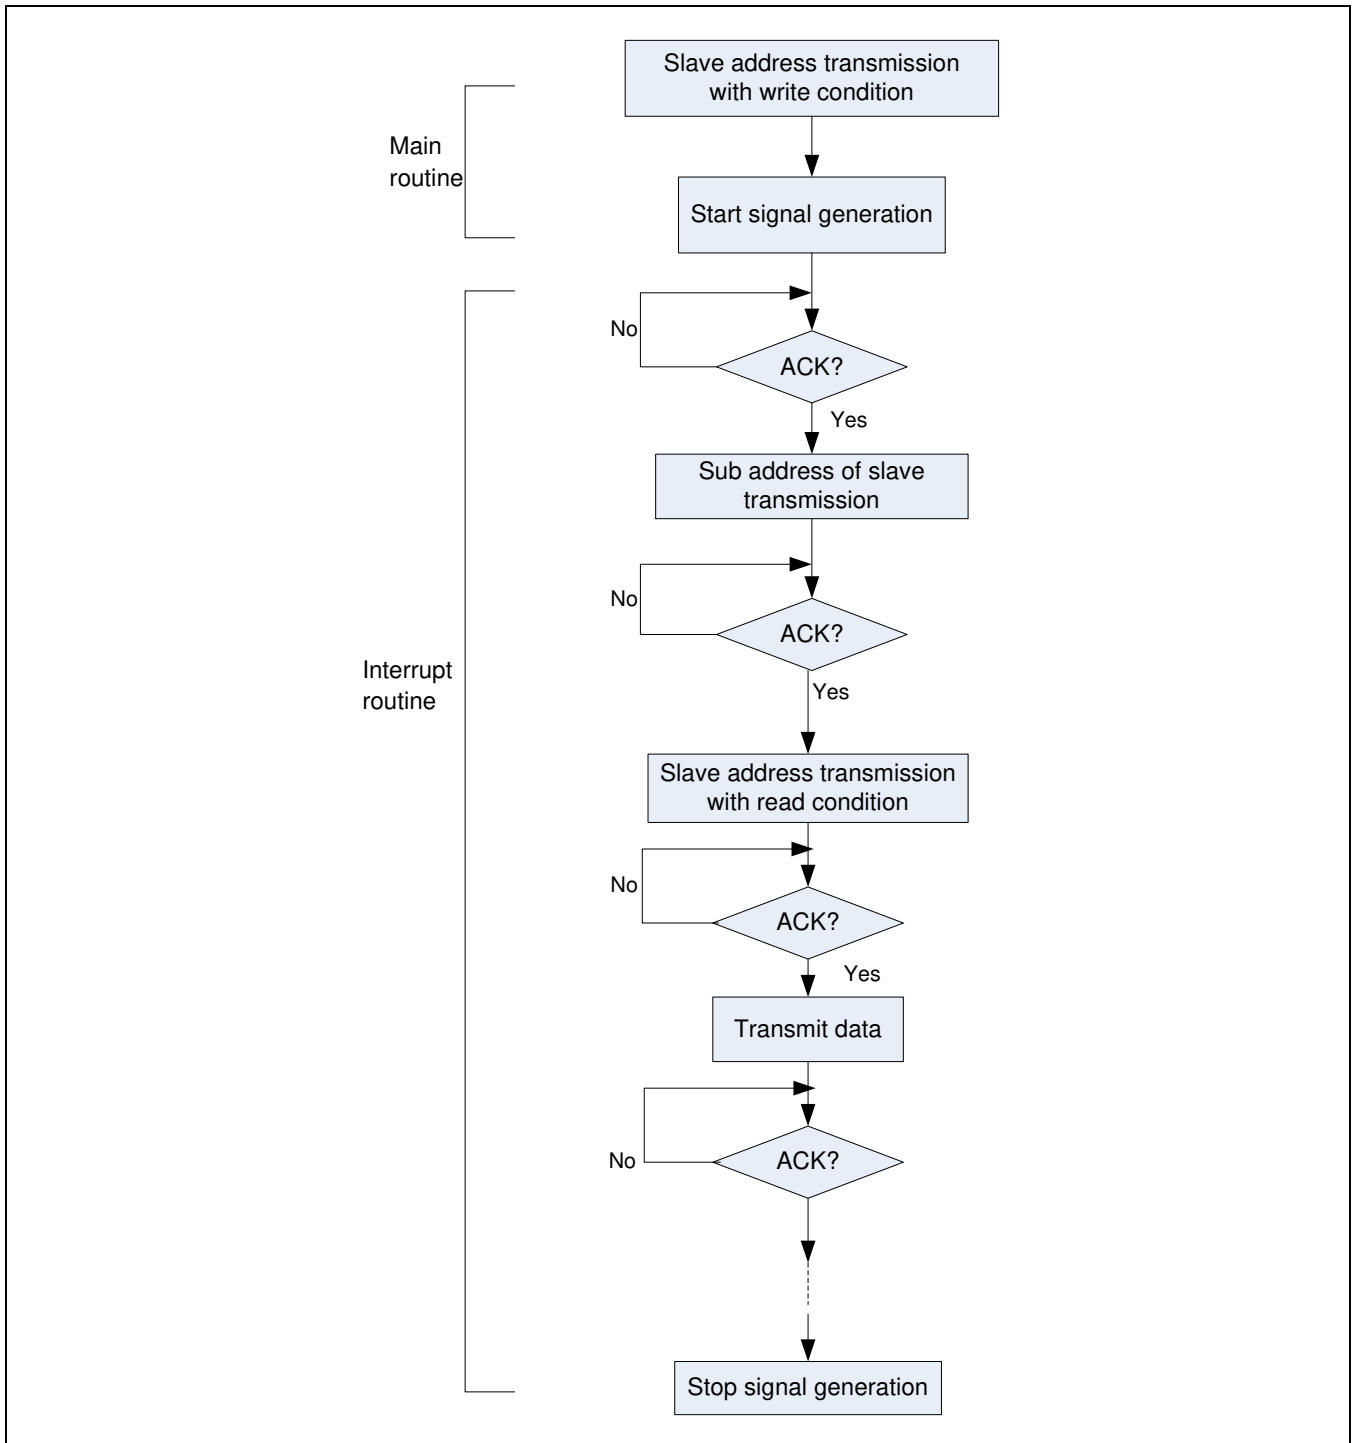 Slave address transmission
with write condition
Main
routine
Start signal generation
No
ACK?
Yes
Sub address of slave
transmission
No
ACK?
Interrupt
routine
Yes
Slave address transmission
with read condition
No
ACK?
Yes
Transmit data
No
ACK?
Stop signal generation